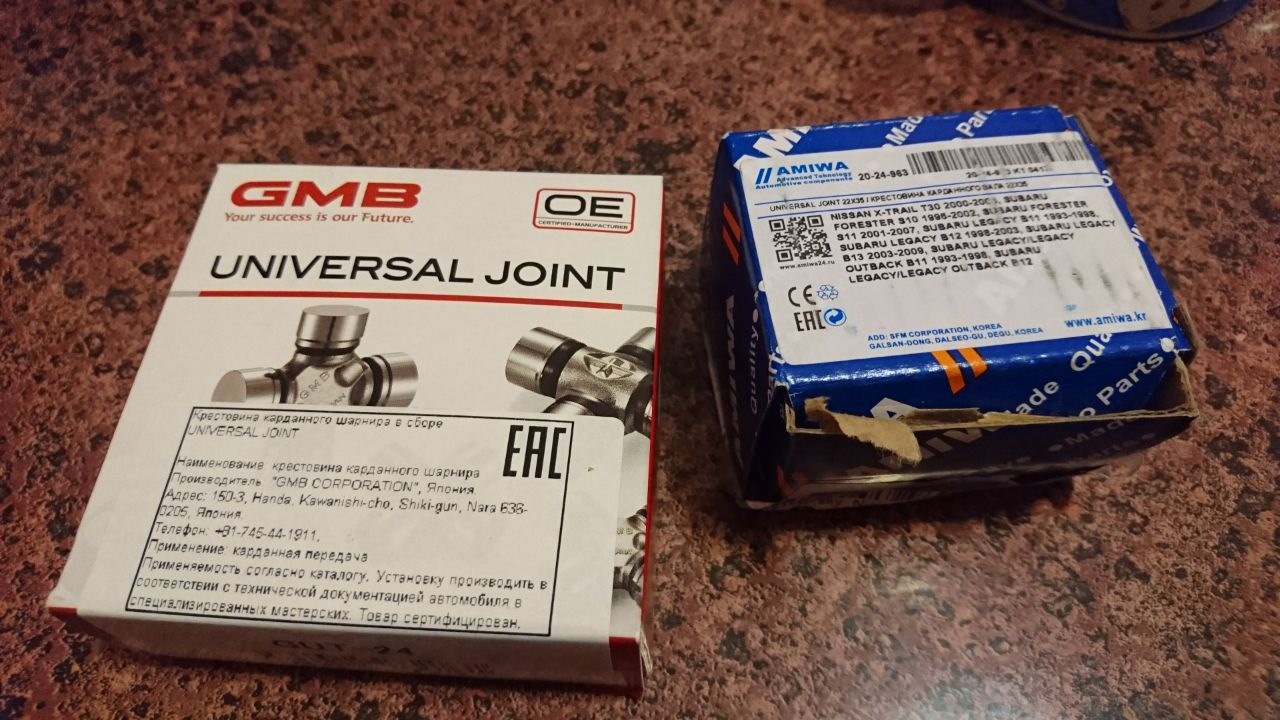 GMB
Your success is our Future.
OE
CERTIFIED-MANUFACTURER
UNIVERSAL JOINT
GMB
Крестовина карданного шарнира в сборе
UNIVERSAL JOINT
EAC
Наименование: крестовина карданного шарнира
Производитель: "GMB CORPORATION", Япония
Адрес: 150-3, Handa, Kawanishi-cho, Shiki-gun, Nara 636-
0205, Япония
Телефон: +81-745-44-1911,
Применение: карданная передача
Применяемость согласно каталогу. Установку производить в
соответствии с технической документацией автомобиля в
специализированных мастерских. Товар сертифицирован.
GUT-24
AMIWA
Advanced Tehnology
Automotive components
20-24-963
UNIVERSAL JOINT 22X35 / КРЕСТОВИНА КАРДАННОГО ВАЛА 22X35
NISSAN X-TRAIL T30 SUBARU
FORESTER S10 1996-2002, SUBARU FORESTER
S11 2001-2007, SUBARU LEGACY B11 1993-1998,
SUBARU LEGACY B12 1998-2003, SUBARU LEGACY
B13 2003-2009, SUBARU LEGACY/LEGACY
OUTBACK B11 1993-1998, SUBARU
LEGACY/LEGACY OUTBACK B12
www.amiwa24.ru
CE
EAC
ADD: SFM CORPORATION, KOREA
GALSAN-DONG, DALSEO-GU, DEGU, KOREA
www.amiwa.kr
Made
Parts
AMIWA
Quality